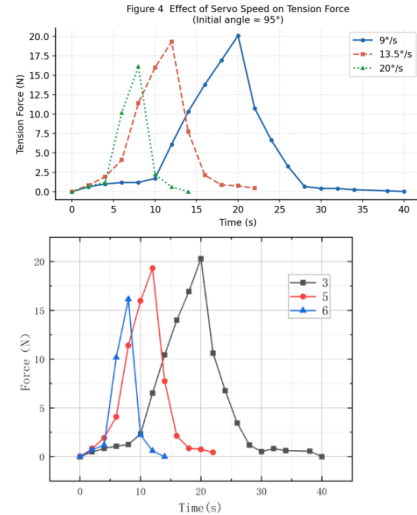 Figure 4 Effect of Servo Speed on Tension Force
(Initial angle ≈ 95°)
Tension Force (N)
20.0
17.5
15.0
12.5
10.0
7.5
5.0
2.5
0.0
9°/s
13.5°/s
20°/s
0 5 10 15 20 25 30 35 40
Time (s)
Force (N)
20
15
10
5
0
3
5
6
0 10 20 30 40
Time(s)